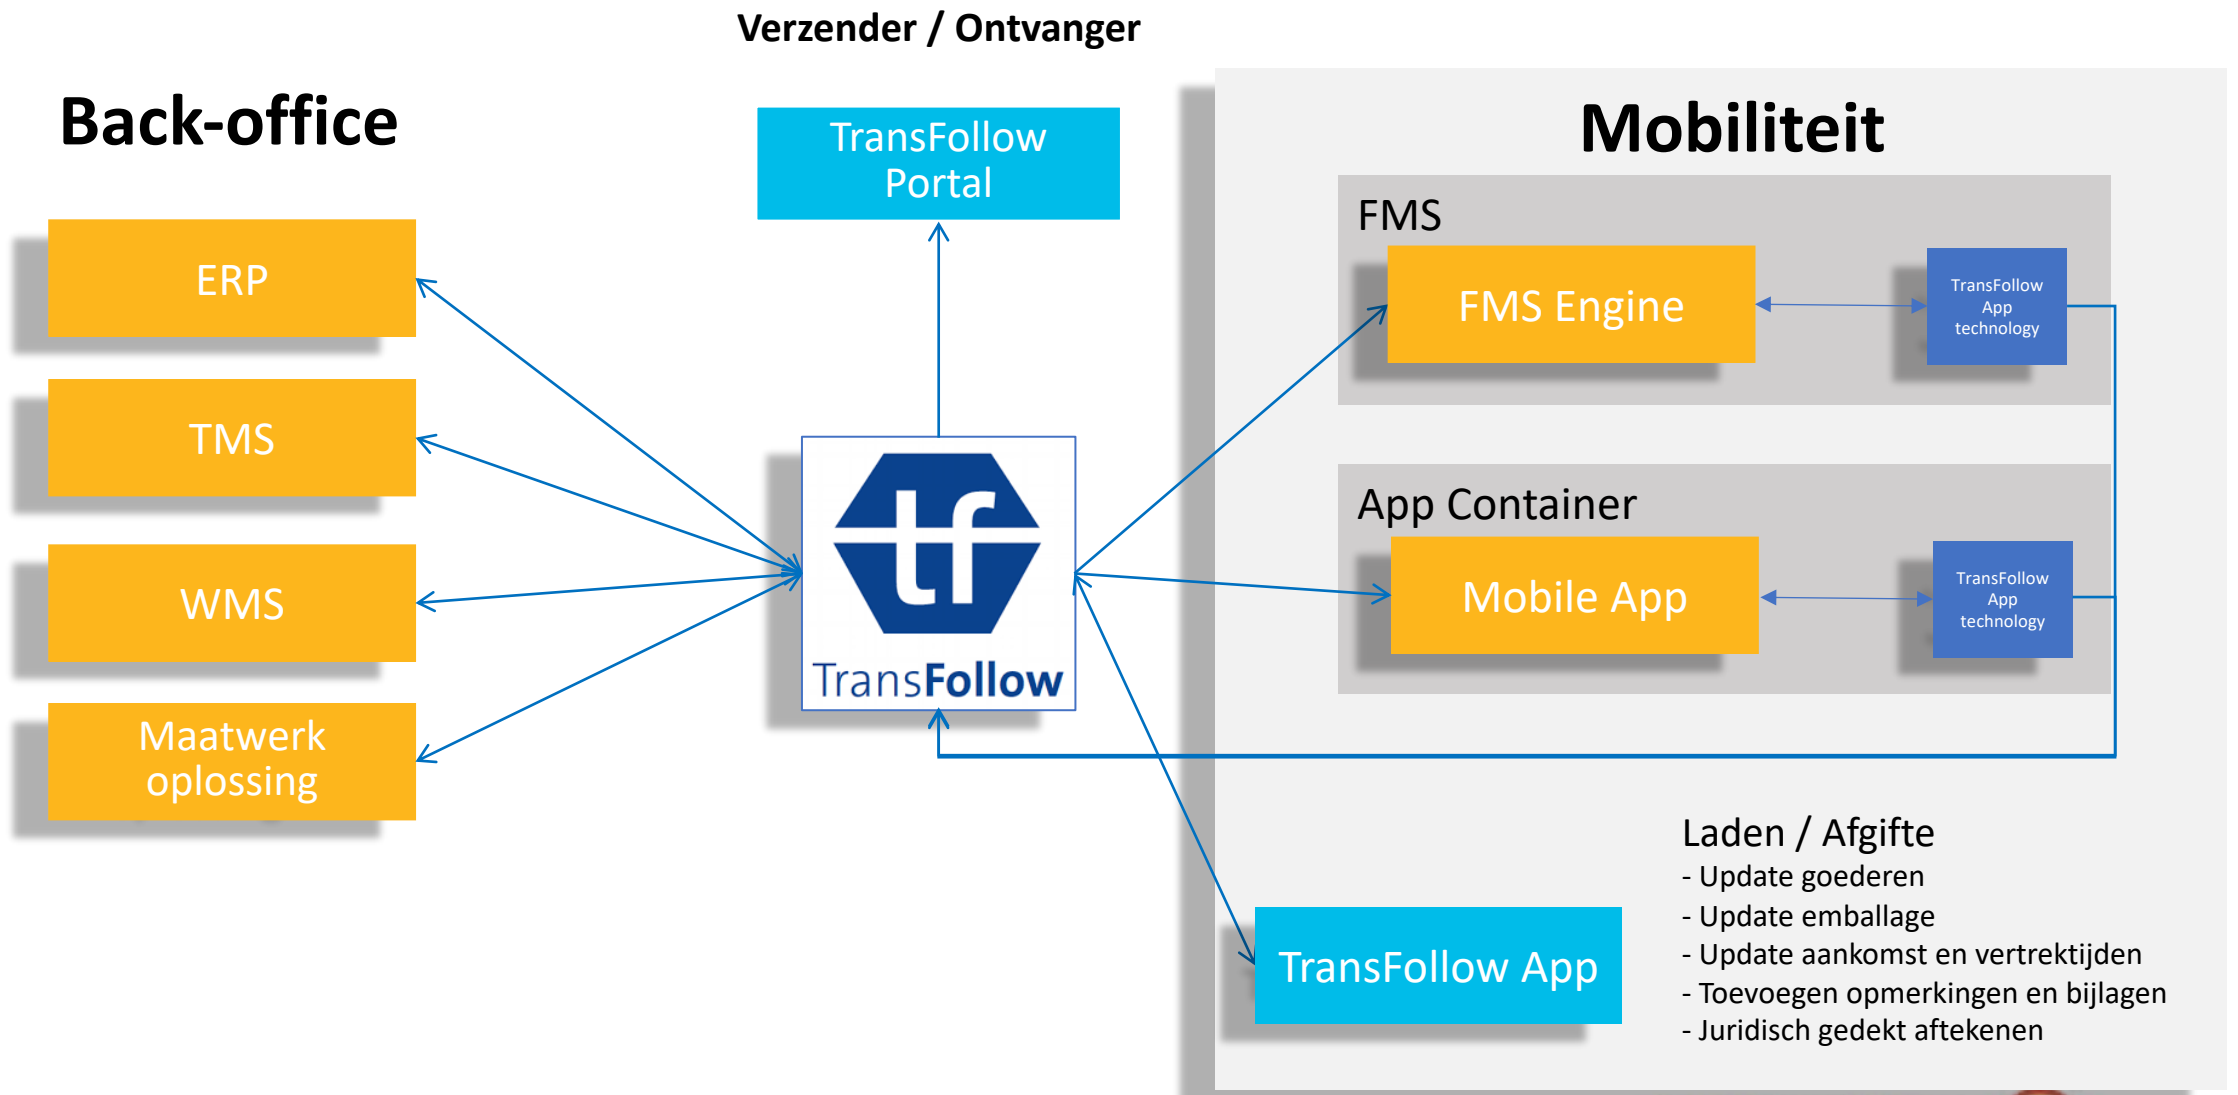 Verzender / Ontvanger
Back-office
ERP
TMS
WMS
Maatwerk
oplossing
TransFollow
Portal
tf
TransFollow
Mobiliteit
FMS
FMS Engine
TransFollow
App
technology
App Container
Mobile App
TransFollow
App
technology
TransFollow App
Laden / Afgifte
- Update goederen
- Update emballage
- Update aankomst en vertrektijden
- Toevoegen opmerkingen en bijlagen
- Juridisch gedekt aftekenen